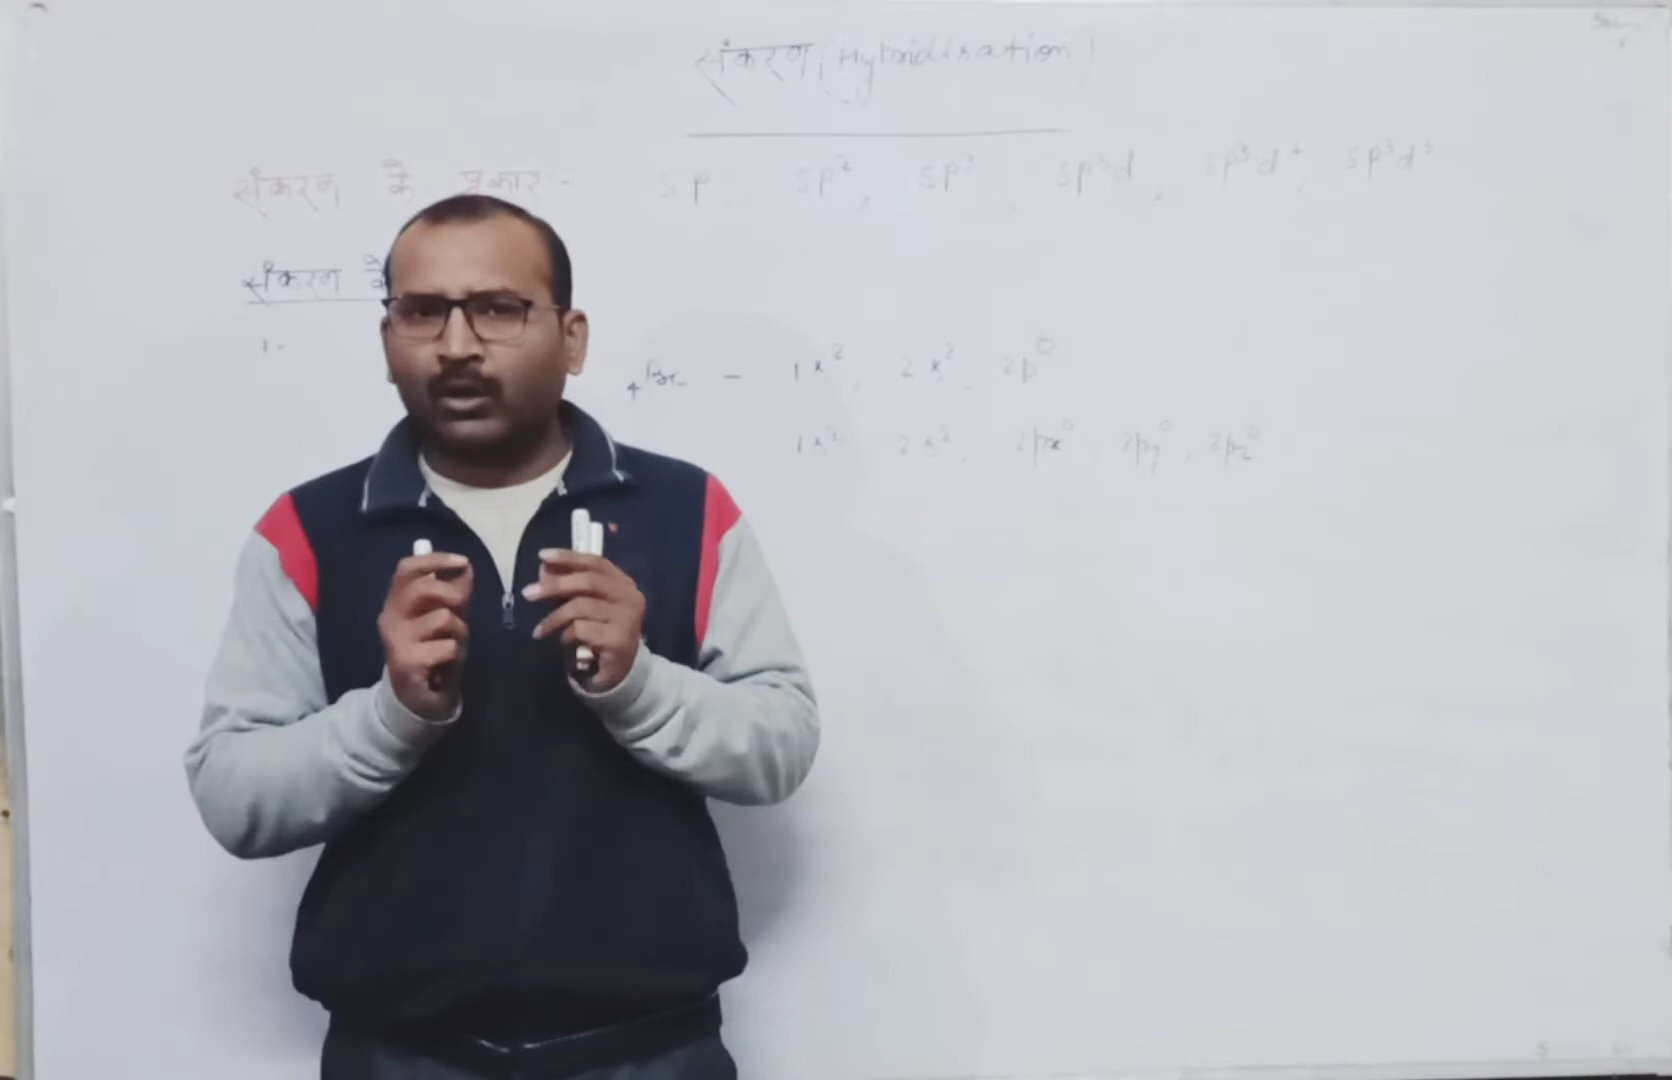 संकरण (Hybridisation)
संकरण के प्रकार :- sp, sp², sp³, sp³d, sp³d², sp³d³
संकरण के
1- ₄Be - 1s², 2s², 2p⁰
1s², 2s², 2px⁰, 2py⁰, 2pz⁰